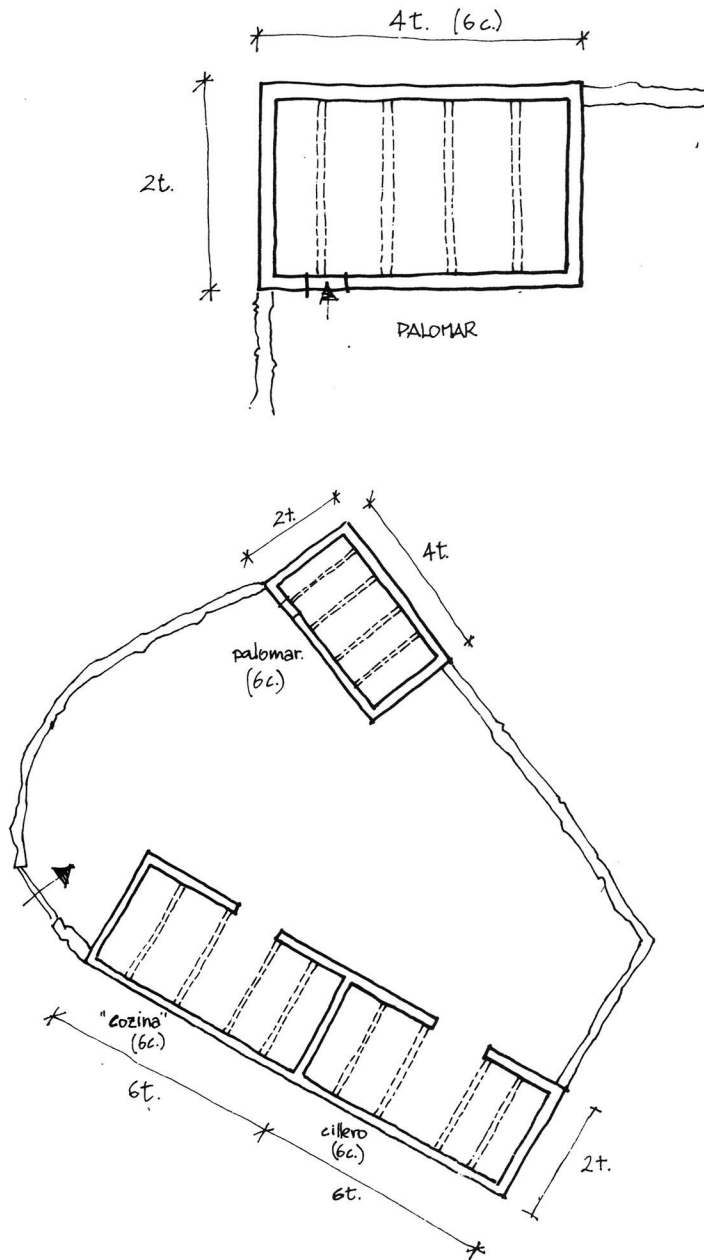 4t. (6c.)
2t.
PALOMAR
2t.
4t.
palomar.
(6c.)
"cozina"
(6c.)
6t.
cillero
(6c.)
6t.
2t.